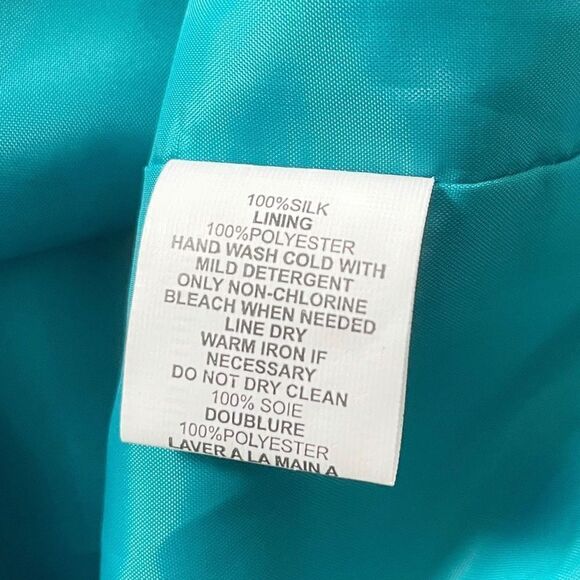 100%SILK
LINING
100%POLYESTER
HAND WASH COLD WITH
MILD DETERGENT
ONLY NON-CHLORINE
BLEACH WHEN NEEDED
LINE DRY
WARM IRON IF
NECESSARY
DO NOT DRY CLEAN
100% SOIE
DOUBLURE
100%POLYESTER
LAVER A LA MAIN A